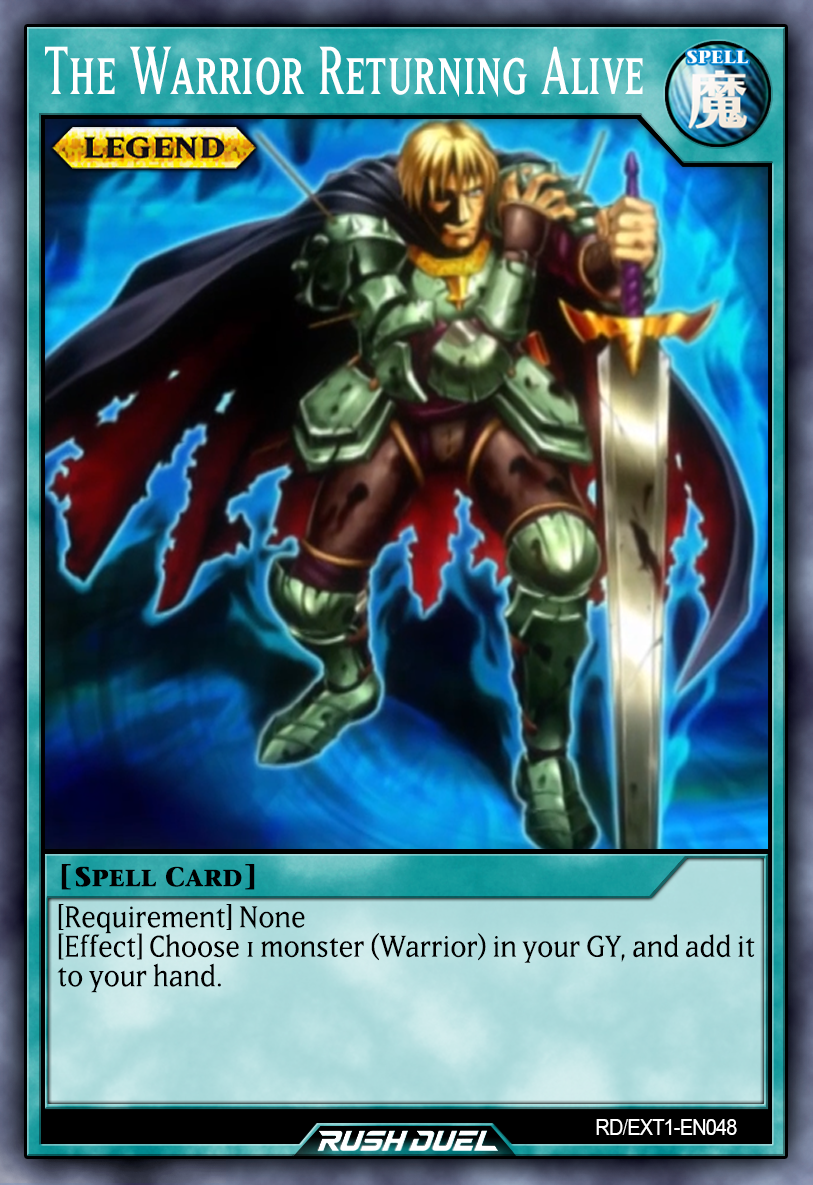 The Warrior Returning Alive
SPELL
魔
LEGEND
[Spell Card]
[Requirement] None
[Effect] Choose 1 monster (Warrior) in your GY, and add it
to your hand.
RD/EXT1-EN048
RUSH DUEL